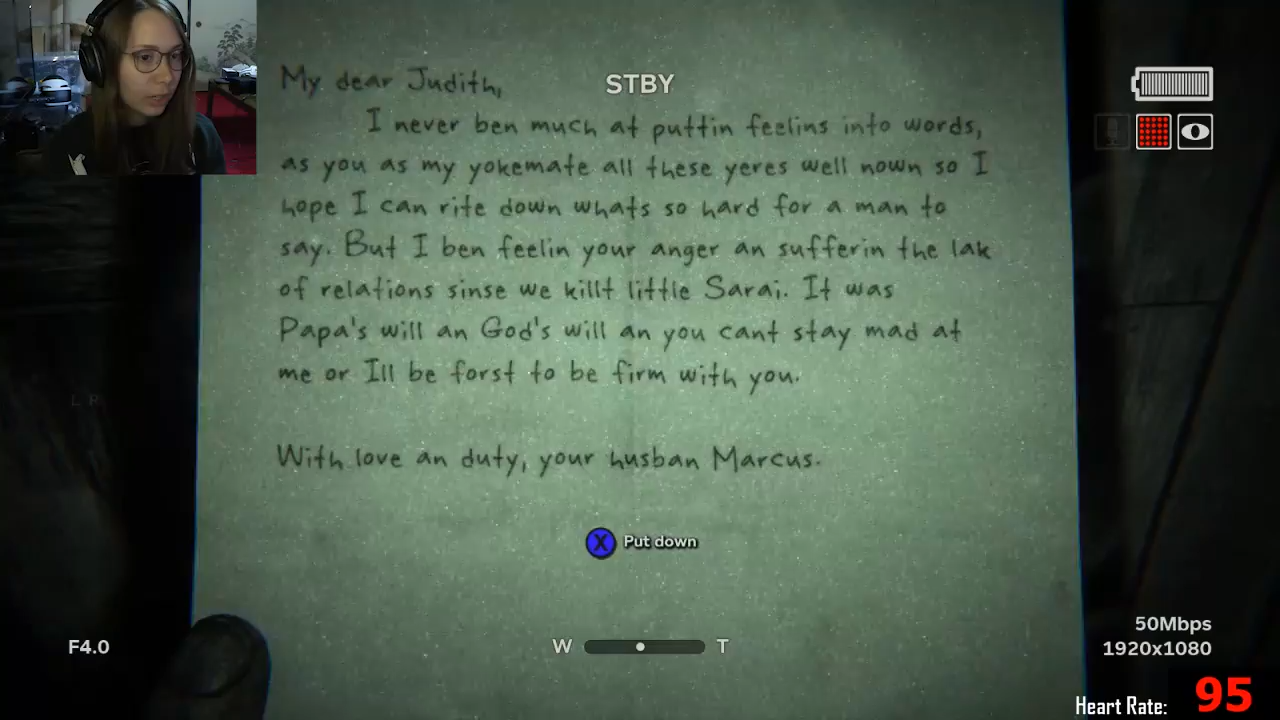 My dear Judith,
STBY
I never ben much at puttin feelins into words,
as you as my yokemate all these yeres well nown so I
hope I can rite down whats so hard for a man to
say. But I ben feelin your anger an sufferin the lak
of relations sinse we killt little Sarai. It was
Papa's will an God's will an you cant stay mad at
me or Ill be forst to be firm with you.
With love an duty, your husban Marcus.
X Put down
F4.0
W T
50Mbps
1920x1080
Heart Rate: 95